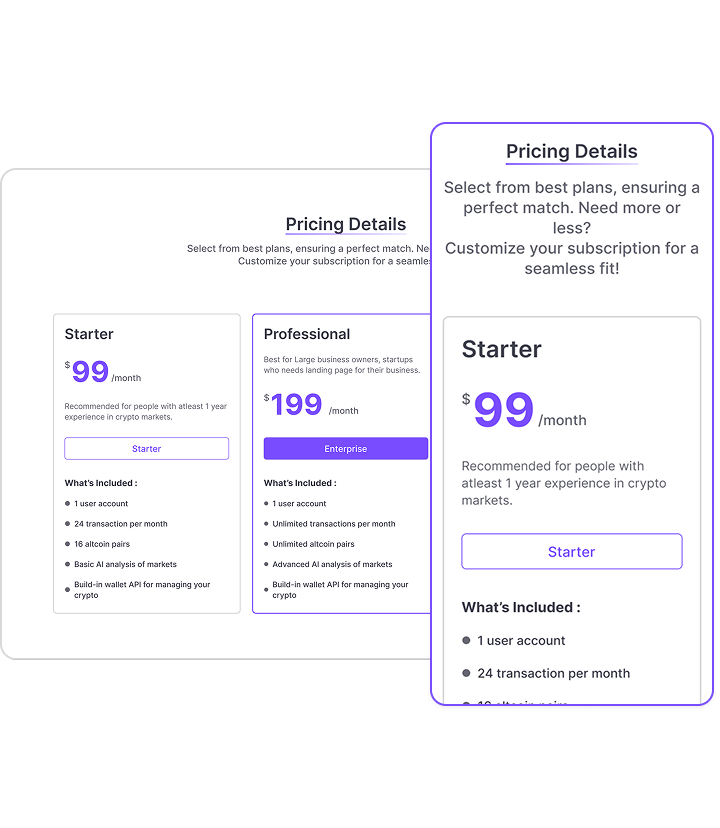 Pricing Details
Select from best plans, ensuring a perfect match.
Customize your subscription for a
Starter
$99/month
Recommended for people with atleast 1 year
experience in crypto markets.
Starter
What's Included :
1 user account
24 transaction per month
16 altcoin pairs
Basic AI analysis of markets
Build-in wallet API for managing your
crypto
Professional
Best for Large business owners, startups
who needs landing page for their business.
$199 /month
Enterprise
What's Included :
1 user account
Unlimited transactions per month
Unlimited altcoin pairs
Advanced AI analysis of markets
Build-in wallet API for managing your
crypto
Pricing Details
Select from best plans, ensuring a
perfect match. Need more or
less?
Customize your subscription for a
seamless fit!
Starter
$99/month
Recommended for people with
atleast 1 year experience in crypto
markets.
Starter
What's Included :
1 user account
24 transaction per month